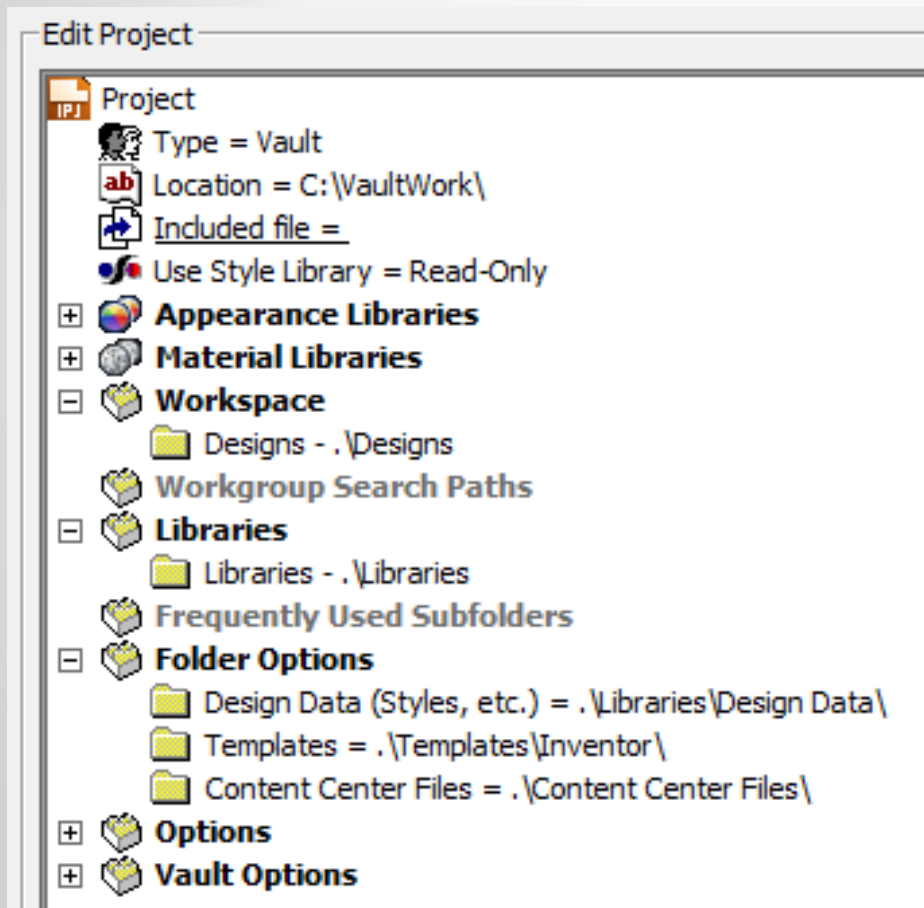 Edit Project
IPJ Project
Type = Vault
ab Location = C:\VaultWork\
Included file =
Use Style Library = Read-Only
Appearance Libraries
Material Libraries
Workspace
Designs - .\Designs
Workgroup Search Paths
Libraries
Libraries - .\Libraries
Frequently Used Subfolders
Folder Options
Design Data (Styles, etc.) = .\Libraries\Design Data\
Templates = .\Templates\Inventor\
Content Center Files = .\Content Center Files\
Options
Vault Options